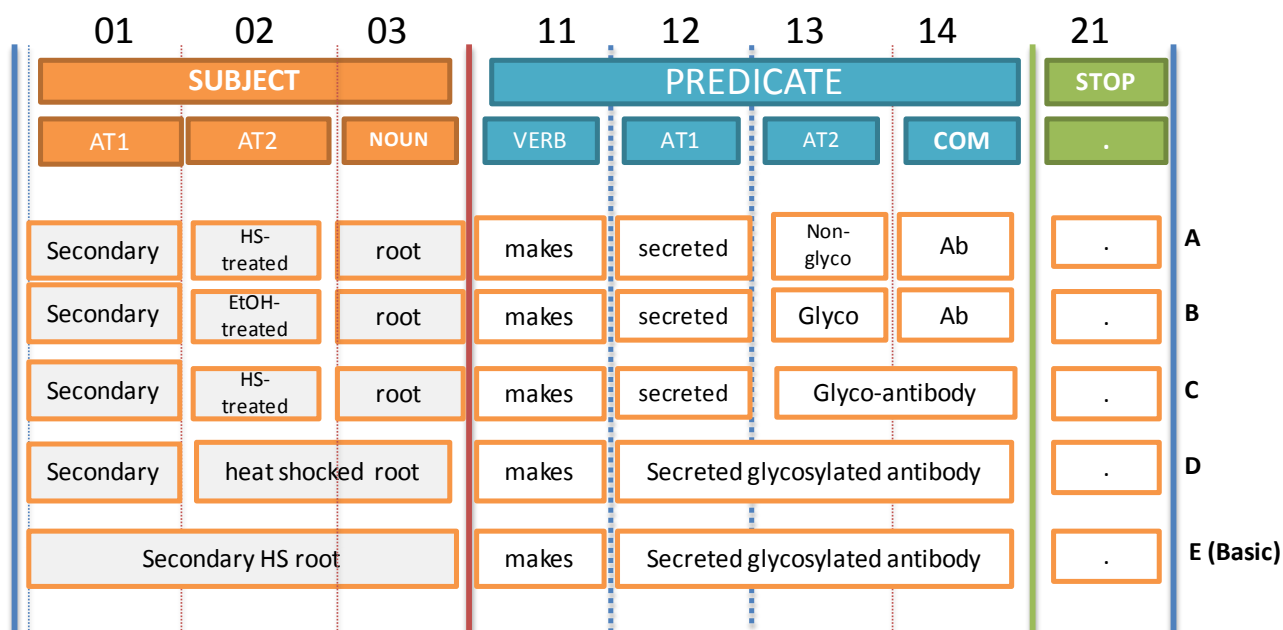 01 02 03 11 12 13 14 21
SUBJECT PREDICATE STOP
AT1 AT2 NOUN VERB AT1 AT2 COM .
Secondary HS-
treated root makes secreted Non-
glyco Ab . A
Secondary EtOH-
treated root makes secreted Glyco Ab . B
Secondary HS-
treated root makes secreted Glyco-antibody . C
Secondary heat shocked root makes Secreted glycosylated antibody . D
Secondary HS root makes Secreted glycosylated antibody . E (Basic)